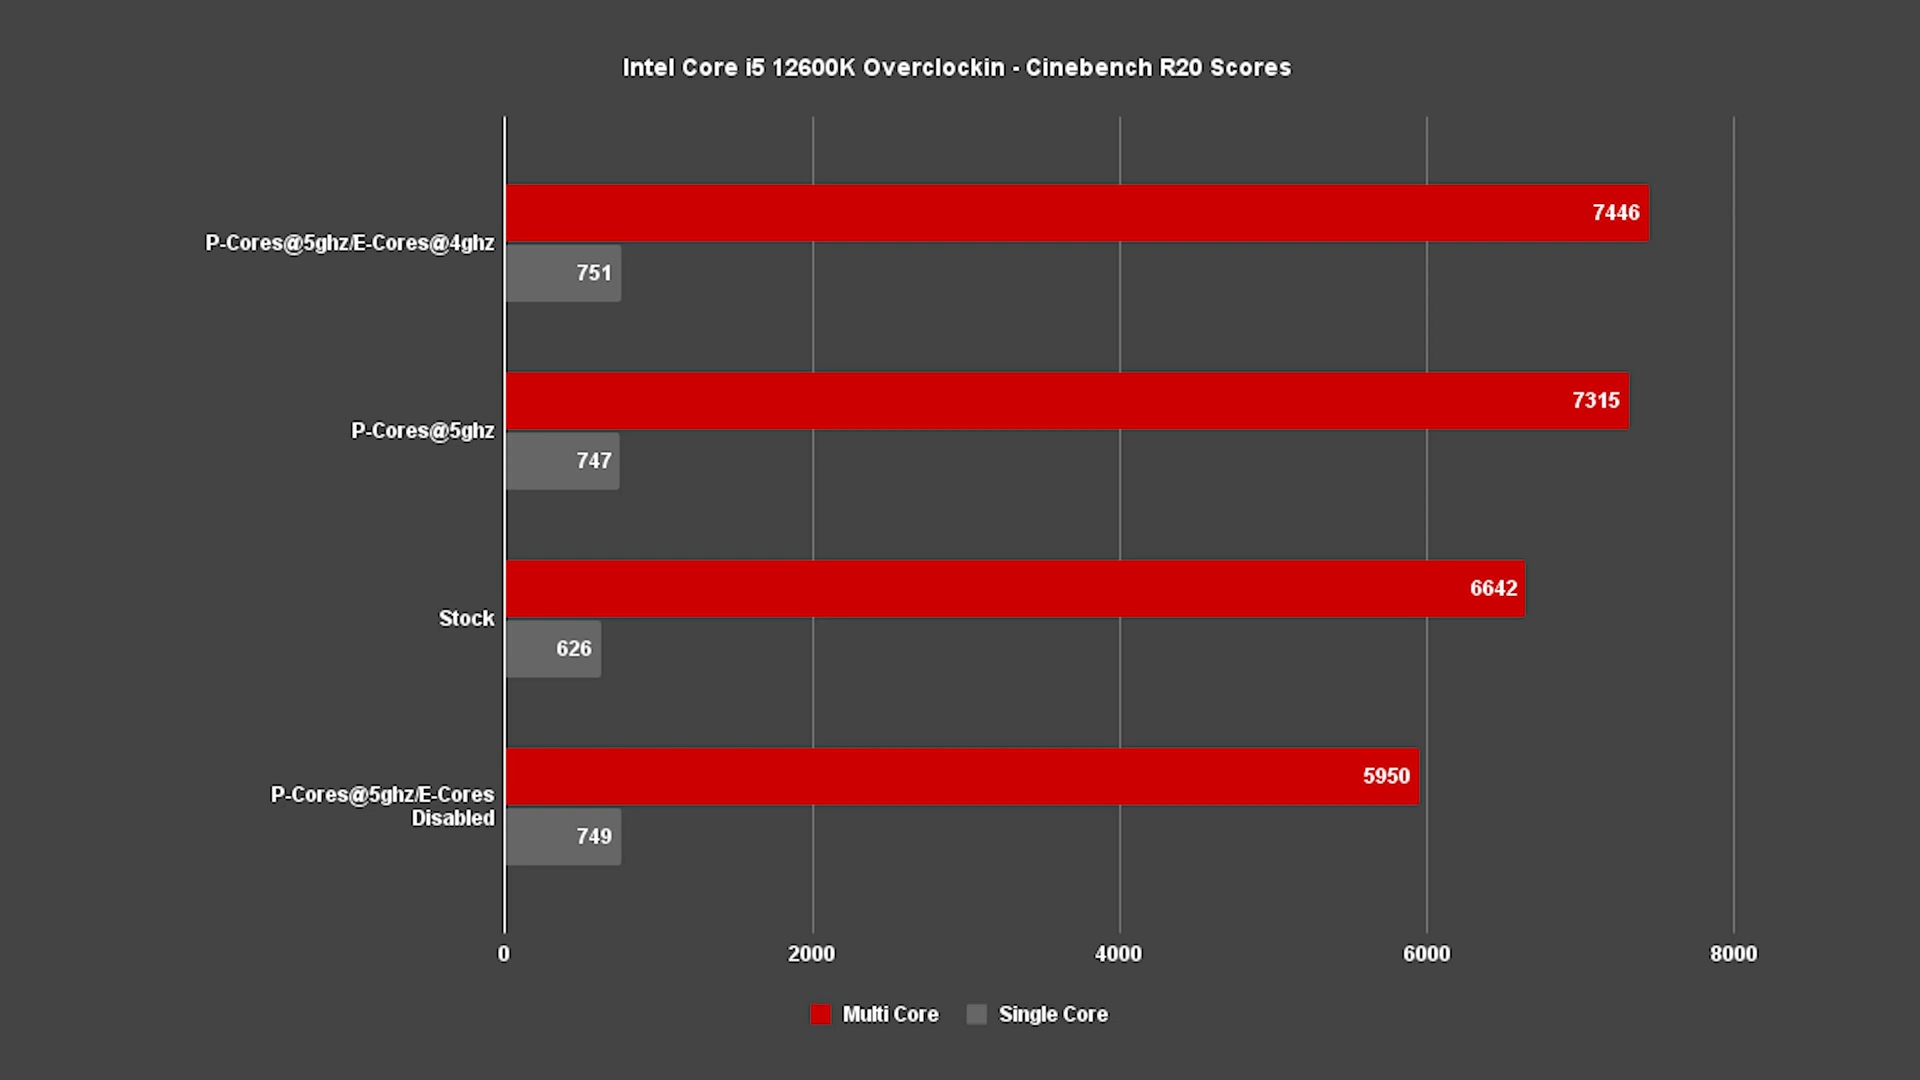 Intel Core i5 12600K Overclockin - Cinebench R20 Scores
P-Cores@5ghz/E-Cores@4ghz
7446
751
P-Cores@5ghz
7315
747
Stock
6642
626
P-Cores@5ghz/E-Cores
Disabled
5950
749
0 2000 4000 6000 8000
Multi Core Single Core